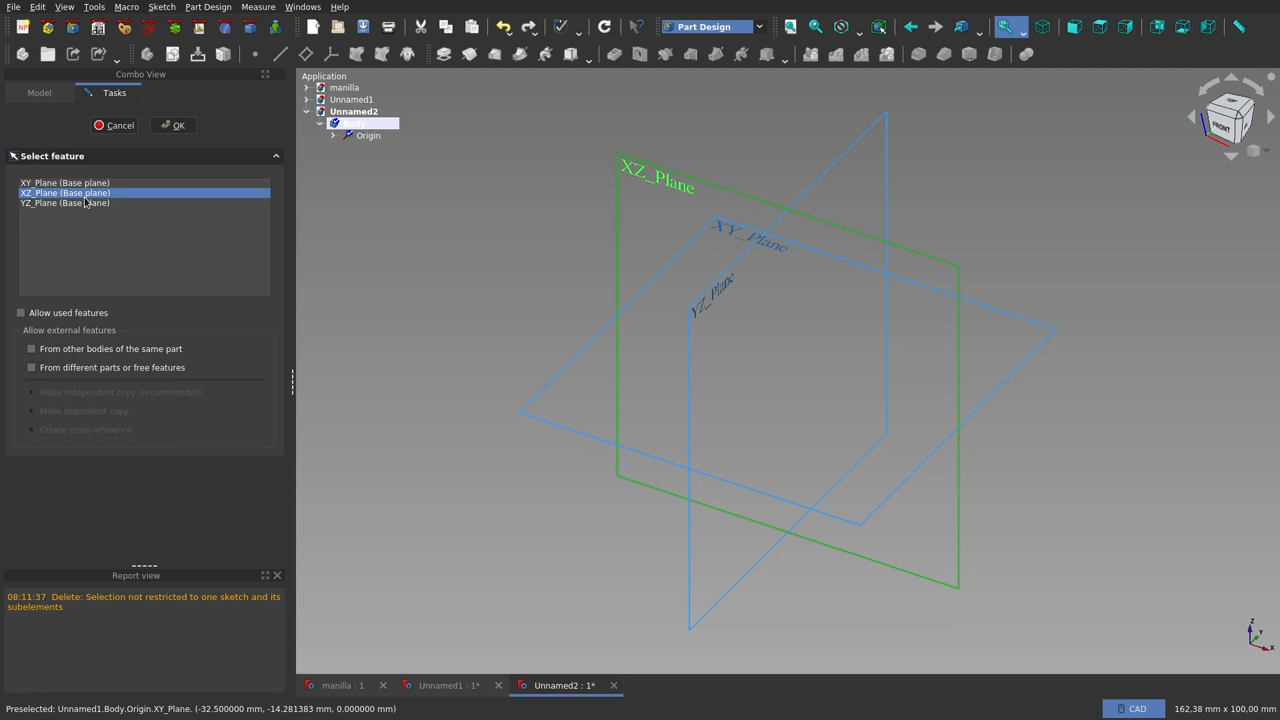 File Edit View Tools Macro Sketch Part Design Measure Windows Help
Part Design
Combo View
Model
Tasks
Cancel
OK
Select feature
XY_Plane (Base plane)
XZ_Plane (Base plane)
YZ_Plane (Base plane)
Allow used features
Allow external features
From other bodies of the same part
From different parts or free features
Make independent copy (recommended)
Make dependent copy
Create cross-reference
Report view
08:11:37 Delete: Selection not restricted to one sketch and its
subelements
Application
manilla
Unnamed1
Unnamed2
Origin
XZ_Plane
XY_Plane
YZ_Plane
FRONT
Z
Y
X
manilla : 1
Unnamed1 : 1*
Unnamed2 : 1*
Preselected: Unnamed1.Body.Origin.XY_Plane. (-32.500000 mm, -14.281383 mm, 0.000000 mm)
CAD
162,38 mm x 100,00 mm